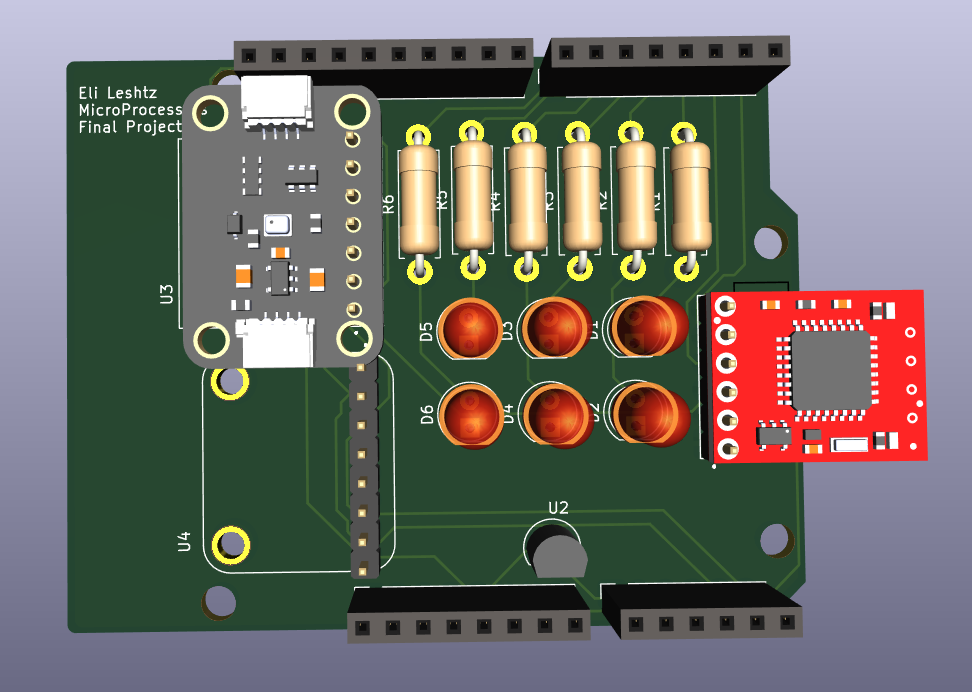 Eli Leshtz
MicroProcess s
Final Project
R6
R5
R4
R3
R2
R1
U3
D5
D3
D1
D6
D4
D2
U2
U4